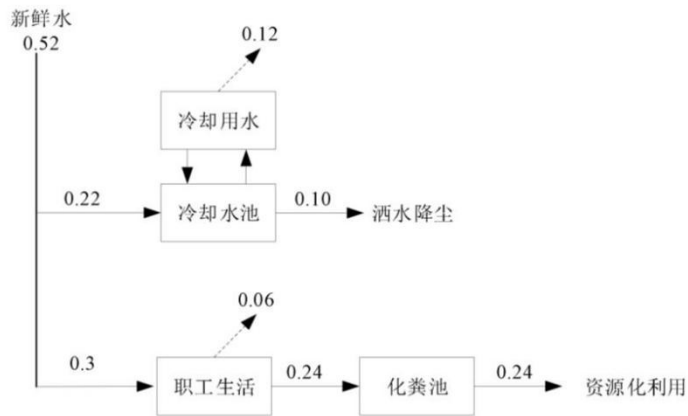 新鲜水
0.52
0.12
冷却用水
0.22
冷却水池
0.10
洒水降尘
0.06
0.3
职工生活
0.24
化粪池
0.24
资源化利用